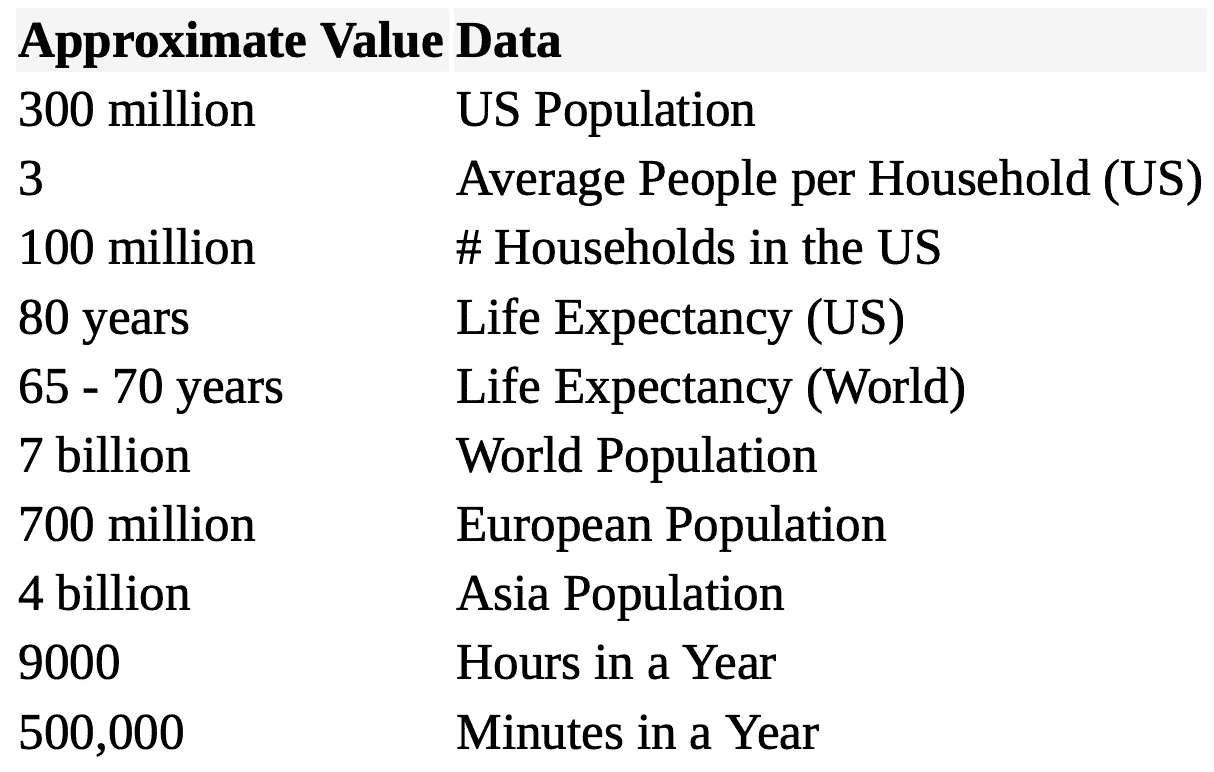 Approximate Value Data
300 million US Population
3 Average People per Household (US)
100 million # Households in the US
80 years Life Expectancy (US)
65 - 70 years Life Expectancy (World)
7 billion World Population
700 million European Population
4 billion Asia Population
9000 Hours in a Year
500,000 Minutes in a Year